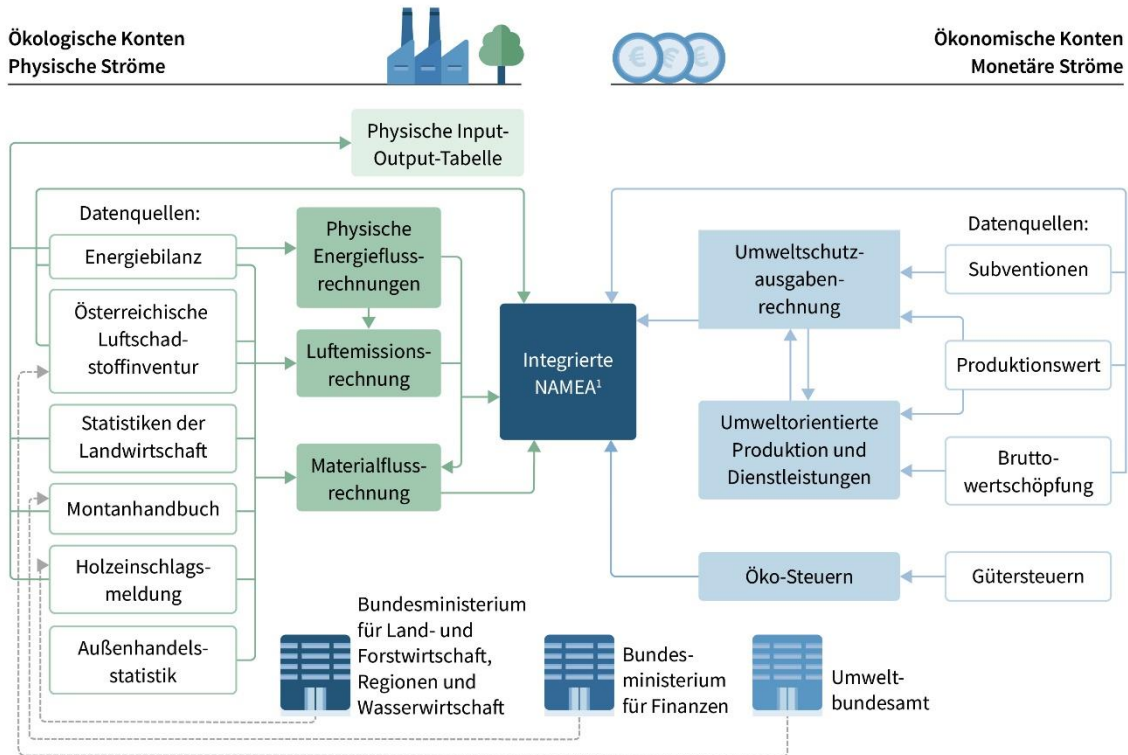 Ökologische Konten
Physische Ströme
Ökonomische Konten
Monetäre Ströme
Physische Input-
Output-Tabelle
Datenquellen:
Energiebilanz
Österreichische
Luftschad-
stoffinventur
Statistiken der
Landwirtschaft
Montanhandbuch
Holzeinschlags-
meldung
Außenhandels-
statistik
Physische
Energiefluss-
rechnungen
Luftemissions-
rechnung
Materialfluss-
rechnung
Integrierte
NAMEA¹
Umweltschutz-
ausgaben-
rechnung
Umweltorientierte
Produktion und
Dienstleistungen
Öko-Steuern
Datenquellen:
Subventionen
Produktionswert
Brutto-
wertschöpfung
Gütersteuern
Bundesministerium
für Land- und
Forstwirtschaft,
Regionen und
Wasserwirtschaft
Bundes-
ministerium
für Finanzen
Umwelt-
bundesamt